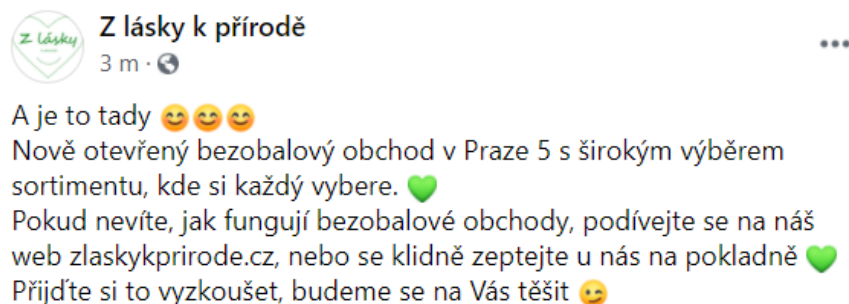 Z lásky
Z lásky k přírodě
3 m ·
A je to tady 😊😊😊
Nově otevřený bezobalový obchod v Praze 5 s širokým výběrem
sortimentu, kde si každý vybere. 💚
Pokud nevíte, jak fungují bezobalové obchody, podívejte se na náš
web zlaskykprirode.cz, nebo se klidně zeptejte u nás na pokladně 💚
Přijďte si to vyzkoušet, budeme se na Vás těšit 😉